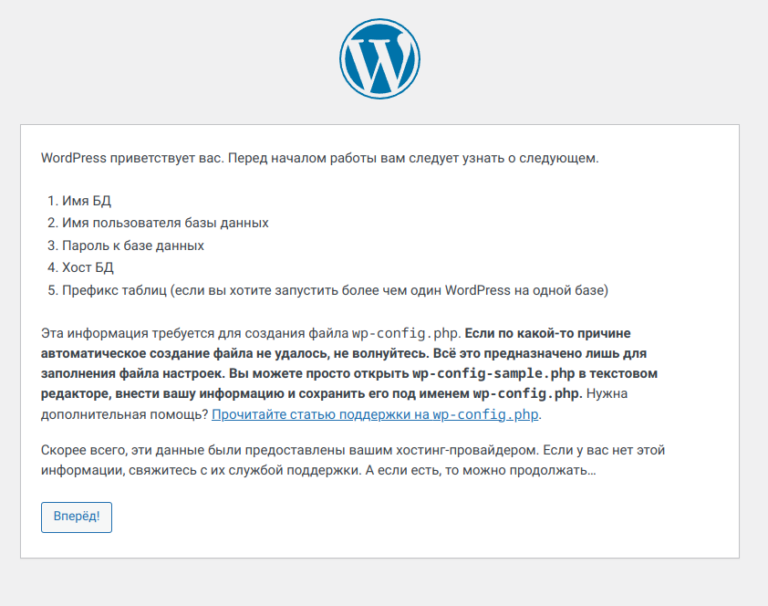 WordPress приветствует вас. Перед началом работы вам следует узнать о следующем.
1. Имя БД
2. Имя пользователя базы данных
3. Пароль к базе данных
4. Хост БД
5. Префикс таблиц (если вы хотите запустить более чем один WordPress на одной базе)
Эта информация требуется для создания файла wp-config.php. Если по какой-то причине
автоматическое создание файла не удалось, не волнуйтесь. Всё это предназначено лишь для
заполнения файла настроек. Вы можете просто открыть wp-config-sample.php в текстовом
редакторе, внести вашу информацию и сохранить его под именем wp-config.php. Нужна
дополнительная помощь? Прочитайте статью поддержки на wp-config.php.
Скорее всего, эти данные были предоставлены вашим хостинг-провайдером. Если у вас нет этой
информации, свяжитесь с их службой поддержки. А если есть, то можно продолжать…
Вперёд!